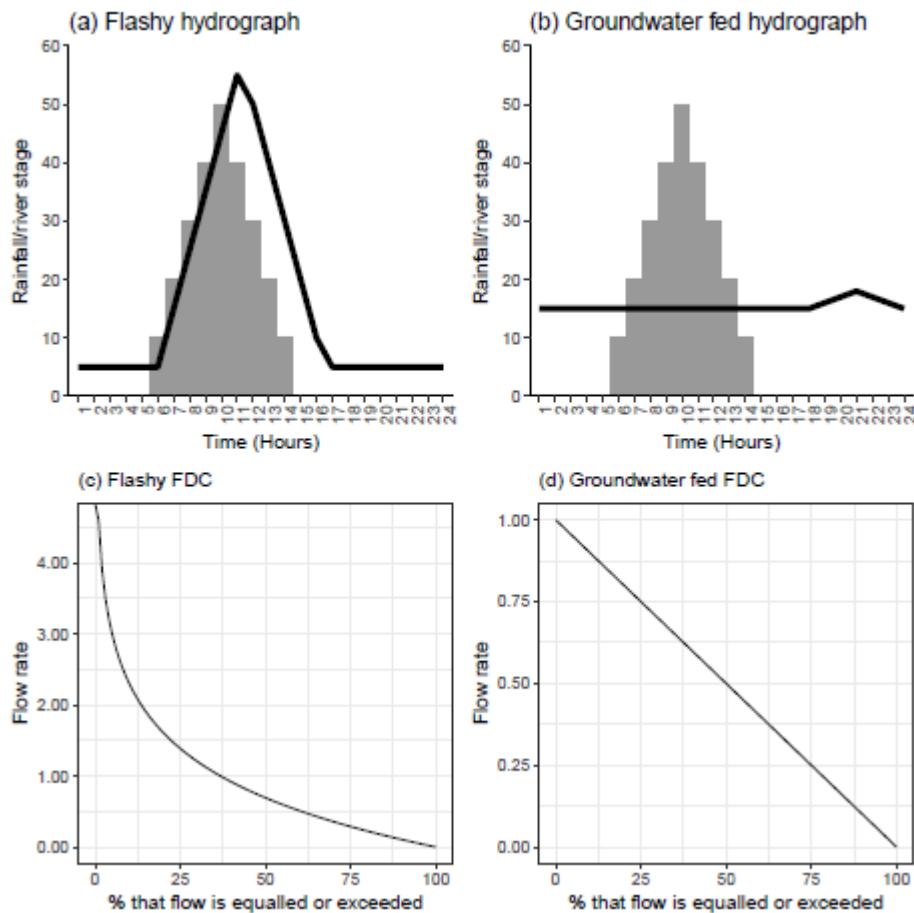 (a) Flashy hydrograph
60
50
40
30
20
10
0
Rainfall/river stage
1 2 3 4 5 6 7 8 9 10 11 12 13 14 15 16 17 18 19 20 21 22 23 24
Time (Hours)
(b) Groundwater fed hydrograph
60
50
40
30
20
10
0
Rainfall/river stage
1 2 3 4 5 6 7 8 9 10 11 12 13 14 15 16 17 18 19 20 21 22 23 24
Time (Hours)
(c) Flashy FDC
4.00
3.00
2.00
1.00
0.00
Flow rate
0 25 50 75 100
% that flow is equalled or exceeded
(d) Groundwater fed FDC
1.00
0.75
0.50
0.25
0.00
Flow rate
0 25 50 75 100
% that flow is equalled or exceeded